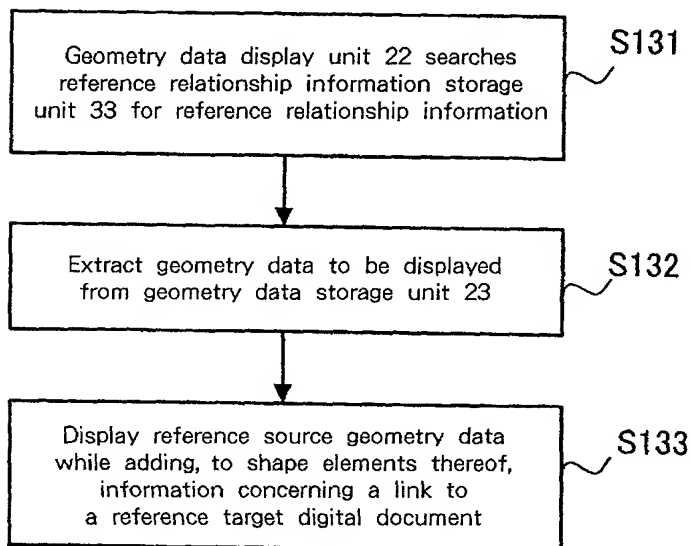 Geometry data display unit 22 searches
reference relationship information storage
unit 33 for reference relationship information
S131
Extract geometry data to be displayed
from geometry data storage unit 23
S132
Display reference source geometry data
while adding, to shape elements thereof,
information concerning a link to
a reference target digital document
S133